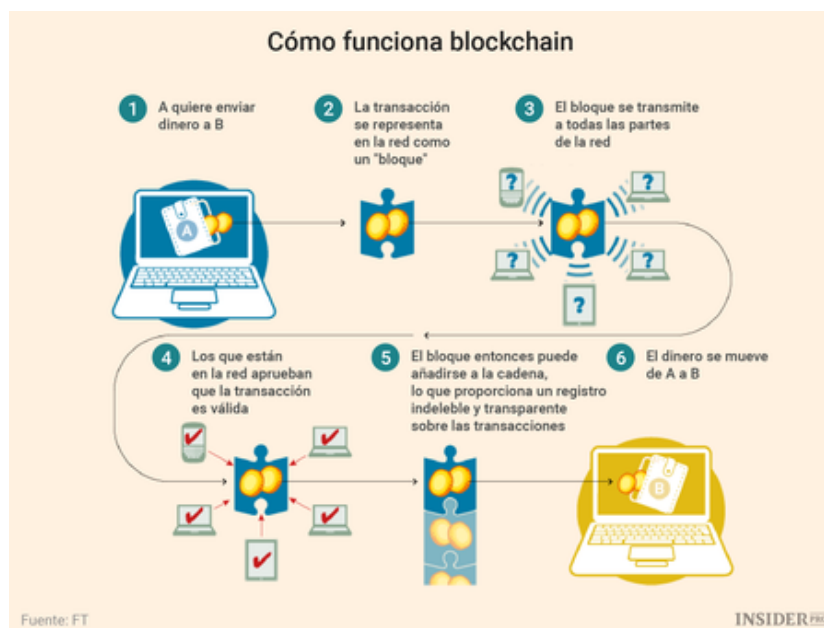 Cómo funciona blockchain
1
A quiere enviar
dinero a B
2
La transacción
se representa
en la red como
un "bloque"
3
El bloque se transmite
a todas las partes
de la red
A
?
?
?
?
?
4
Los que están
en la red aprueban
que la transacción
es válida
5
El bloque entonces puede
añadirse a la cadena,
lo que proporciona un registro
indeleble y transparente
sobre las transacciones
6
El dinero se mueve
de A a B
B
Fuente: FT
INSIDER PRO